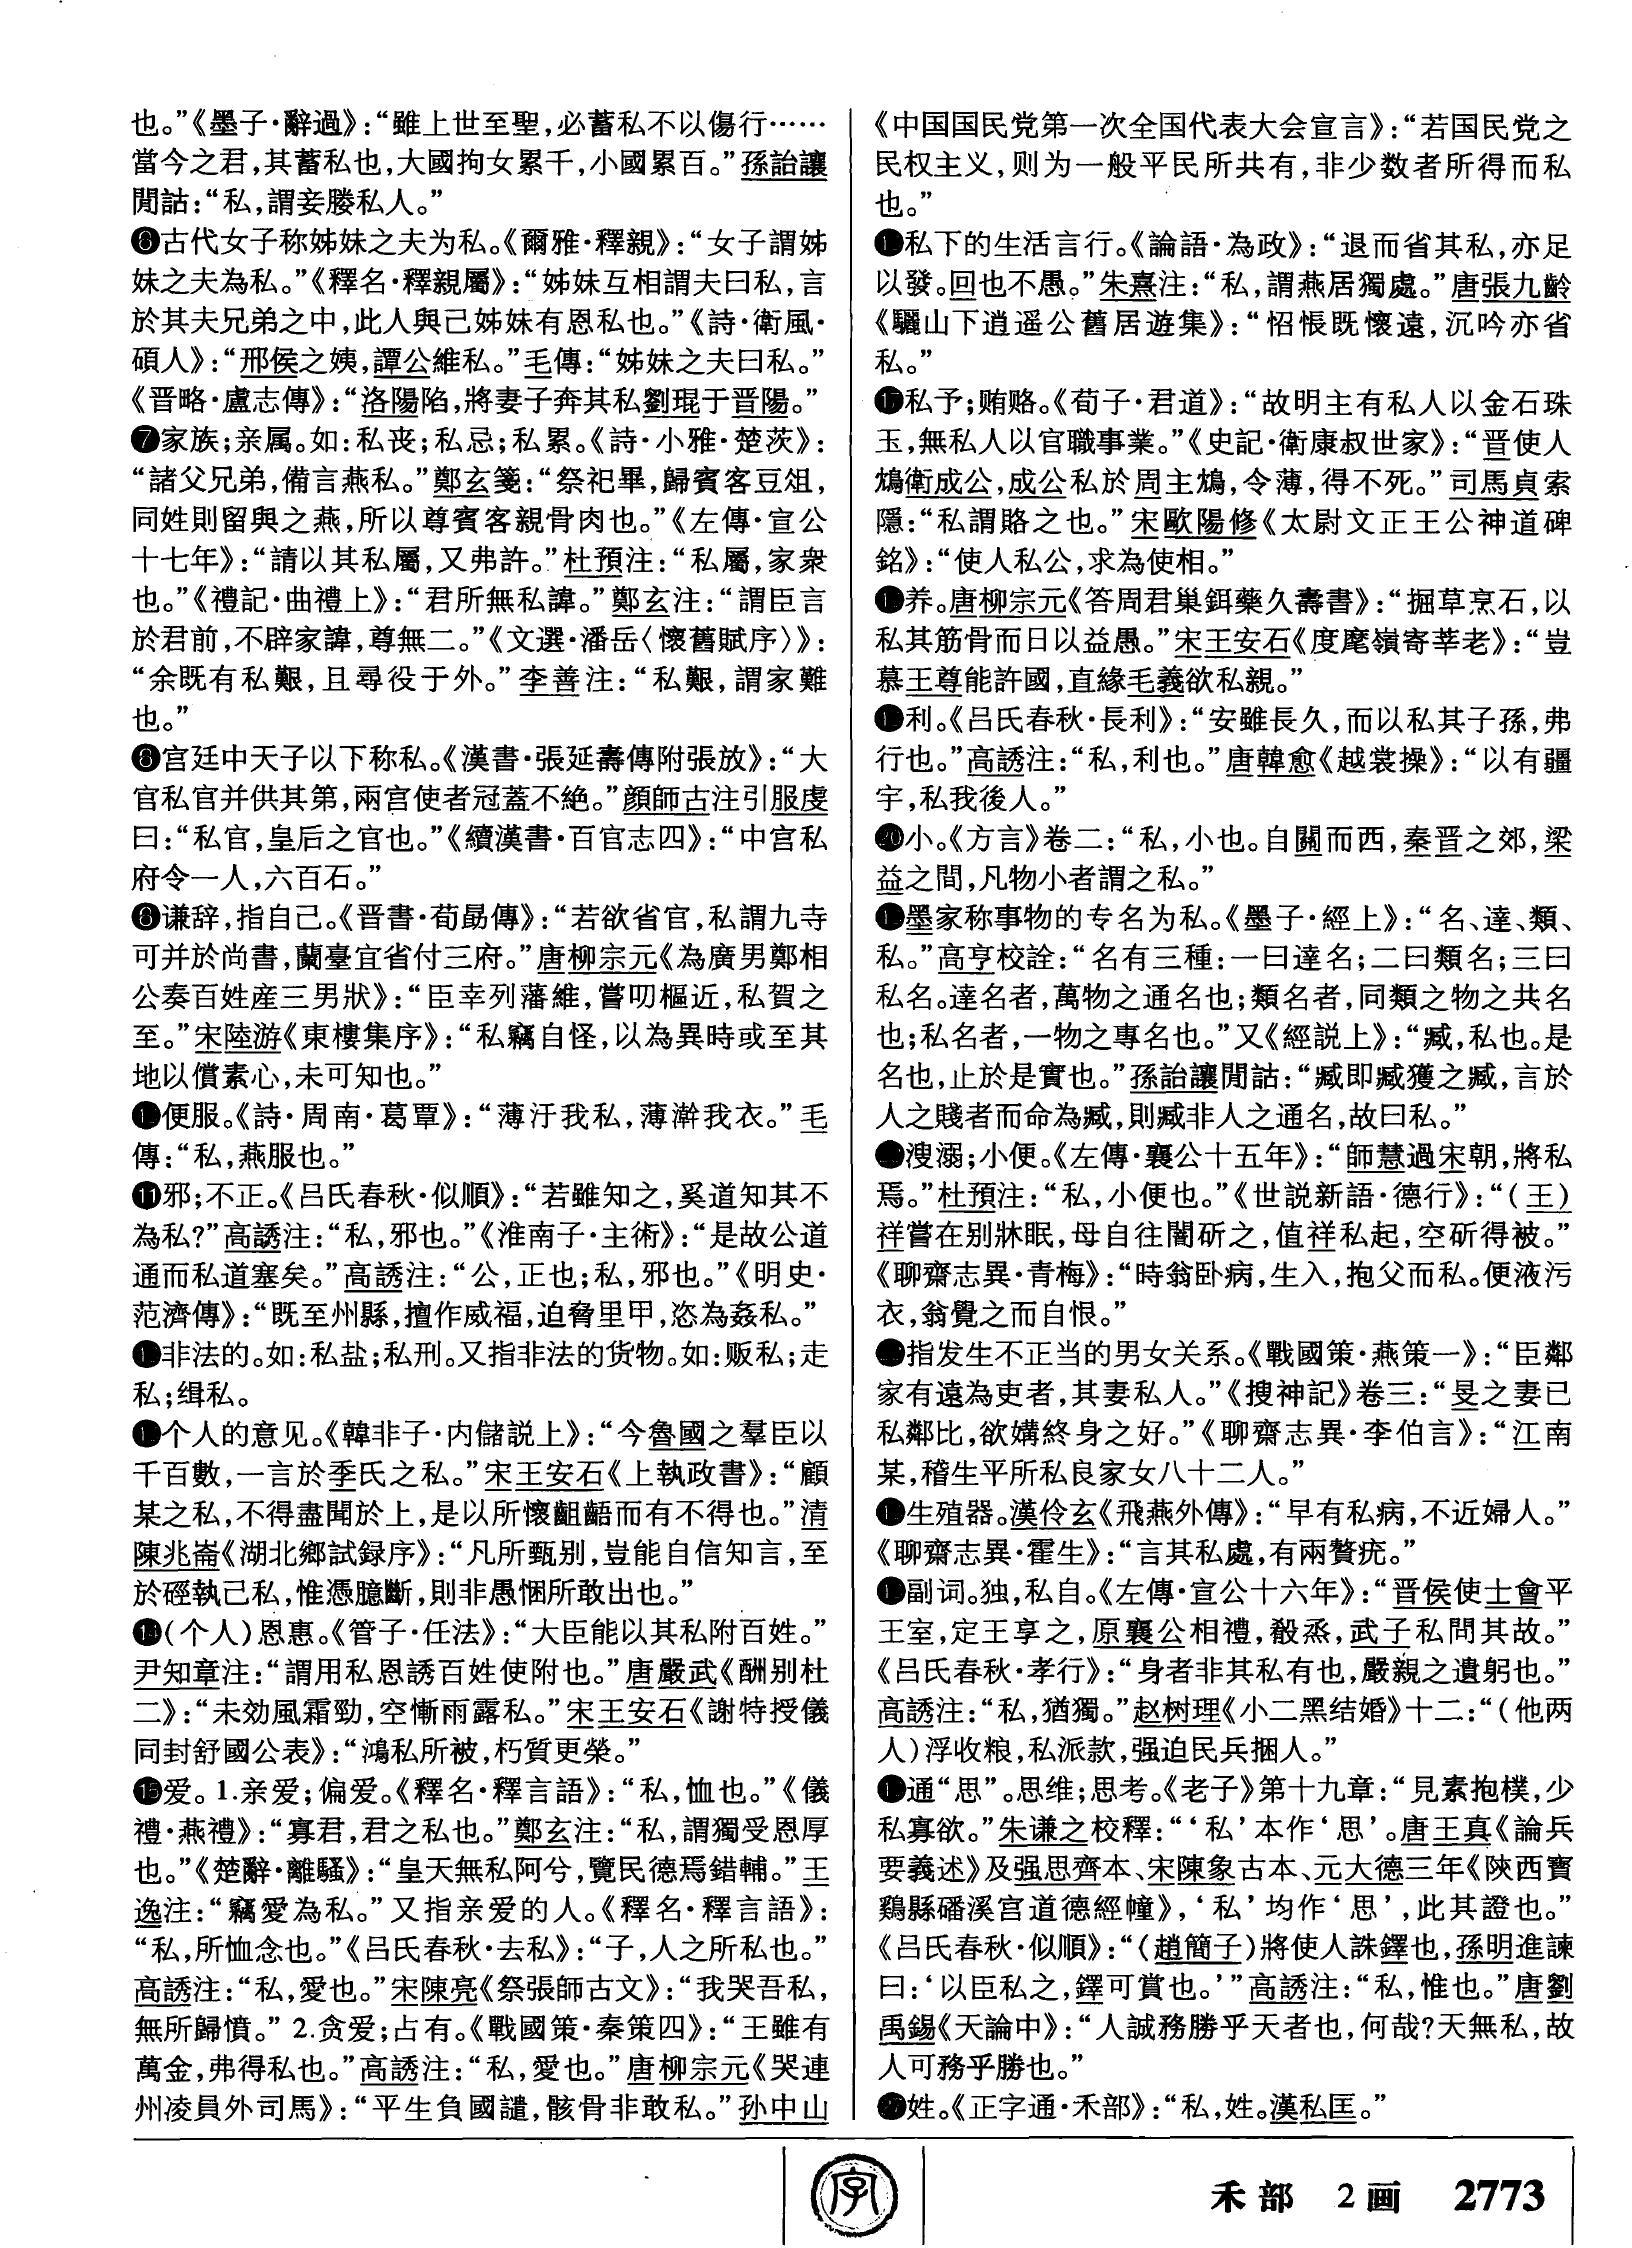 也。”《墨子·辭過》：“雖上世至聖，必蓄私不以傷行……
當今之君，其蓄私也，大國拘女累千，小國累百。”孫詒讓
閒詁：“私，謂妾媵私人。”
❻古代女子称姊妹之夫为私。《爾雅·釋親》：“女子謂姊
妹之夫為私。”《釋名·釋親屬》：“姊妹互相謂夫曰私，言
於其夫兄弟之中，此人與己姊妹有恩私也。”《詩·衛風·
碩人》：“邢侯之姨，譚公維私。”毛傳：“姊妹之夫曰私。”
《晋略·盧志傳》：“洛陽陷，將妻子奔其私劉琨于晋陽。”
❼家族；亲属。如：私丧；私忌；私累。《詩·小雅·楚茨》：
“諸父兄弟，備言燕私。”鄭玄箋：“祭祀畢，歸賓客豆俎，
同姓則留與之燕，所以尊賓客親骨肉也。”《左傳·宣公
十七年》：“請以其私屬，又弗許。”杜預注：“私屬，家衆
也。”《禮記·曲禮上》：“君所無私諱。”鄭玄注：“謂臣言
於君前，不辟家諱，尊無二。”《文選·潘岳〈懷舊賦序〉》：
“余既有私艱，且尋役于外。”李善注：“私艱，謂家難
也。”
❽宫廷中天子以下称私。《漢書·張延壽傳附張放》：“大
官私官并供其第，兩宫使者冠蓋不絶。”顔師古注引服虔
曰：“私官，皇后之官也。”《續漢書·百官志四》：“中宫私
府令一人，六百石。”
谦辞，指自己。《晋書·荀勗傳》：“若欲省官，私謂九寺
可并於尚書，蘭臺宜省付三府。”唐柳宗元《為廣男鄭相
公奏百姓産三男狀》：“臣幸列藩維，嘗叨樞近，私賀之
至。”宋陸游《東樓集序》：“私竊自怪，以為異時或至其
地以償素心，未可知也。”
便服。《詩·周南·葛覃》：“薄汙我私，薄澣我衣。”毛
傳：“私，燕服也。”
⓫邪；不正。《吕氏春秋·似順》：“若雖知之，奚道知其不
為私？”高誘注：“私，邪也。”《淮南子·主術》：“是故公道
通而私道塞矣。”高誘注：“公，正也；私，邪也。”《明史·
范濟傳》：“既至州縣，擅作威福，迫脅里甲，恣為姦私。”
非法的。如：私盐；私刑。又指非法的货物。如：贩私；走
私；缉私。
个人的意见。《韓非子·内儲説上》：“今魯國之羣臣以
千百數，一言於季氏之私。”宋王安石《上執政書》：“顧
某之私，不得盡聞於上，是以所懷齟齬而有不得也。”清
陳兆崙《湖北鄉試録序》：“凡所甄别，豈能自信知言，至
於硜執己私，惟憑臆斷，則非愚悃所敢出也。”
⓮（个人）恩惠。《管子·任法》：“大臣能以其私附百姓。”
尹知章注：“謂用私恩誘百姓使附也。”唐嚴武《酬别杜
二》：“未効風霜勁，空慚雨露私。”宋王安石《謝特授儀
同封舒國公表》：“鴻私所被，朽質更榮。”
⓯爱。1.亲爱；偏爱。《釋名·釋言語》：“私，恤也。”《儀
禮·燕禮》：“寡君，君之私也。”鄭玄注：“私，謂獨受恩厚
也。”《楚辭·離騷》：“皇天無私阿兮，覽民德焉錯輔。”王
逸注：“竊愛為私。”又指亲爱的人。《釋名·釋言語》：
“私，所恤念也。”《吕氏春秋·去私》：“子，人之所私也。”
高誘注：“私，愛也。”宋陳亮《祭張師古文》：“我哭吾私，
無所歸憤。”2.贪爱；占有。《戰國策·秦策四》：“王雖有
萬金，弗得私也。”高誘注：“私，愛也。”唐柳宗元《哭連
州凌員外司馬》：“平生負國譴，骸骨非敢私。”孙中山
《中国国民党第一次全国代表大会宣言》：“若国民党之
民权主义，则为一般平民所共有，非少数者所得而私
也。”
私下的生活言行。《論語·為政》：“退而省其私，亦足
以發。回也不愚。”朱熹注：“私，謂燕居獨處。”唐張九齡
《驪山下逍遥公舊居遊集》：“怊悵既懷遠，沉吟亦省
私。”
⓱私予；贿赂。《荀子·君道》：“故明主有私人以金石珠
玉，無私人以官職事業。”《史記·衛康叔世家》：“晋使人
鴆衛成公，成公私於周主鴆，令薄，得不死。”司馬貞索
隱：“私謂賂之也。”宋歐陽修《太尉文正王公神道碑
銘》：“使人私公，求為使相。”
养。唐柳宗元《答周君巢餌藥久壽書》：“掘草烹石，以
私其筋骨而日以益愚。”宋王安石《度麾嶺寄莘老》：“豈
慕王尊能許國，直緣毛義欲私親。”
利。《吕氏春秋·長利》：“安雖長久，而以私其子孫，弗
行也。”高誘注：“私，利也。”唐韓愈《越裳操》：“以有疆
宇，私我後人。”
⓴小。《方言》卷二：“私，小也。自關而西，秦晋之郊，梁
益之間，凡物小者謂之私。”
墨家称事物的专名为私。《墨子·經上》：“名、達、類、
私。”高亨校詮：“名有三種：一曰達名；二曰類名；三曰
私名。達名者，萬物之通名也；類名者，同類之物之共名
也；私名者，一物之專名也。”又《經説上》：“臧，私也。是
名也，止於是實也。”孫詒讓閒詁：“臧即臧獲之臧，言於
人之賤者而命為臧，則臧非人之通名，故曰私。”
溲溺；小便。《左傳·襄公十五年》：“師慧過宋朝，將私
焉。”杜預注：“私，小便也。”《世説新語·德行》：“（王）
祥嘗在别牀眠，母自往闇斫之，值祥私起，空斫得被。”
《聊齋志異·青梅》：“時翁卧病，生入，抱父而私。便液污
衣，翁覺之而自恨。”
指发生不正当的男女关系。《戰國策·燕策一》：“臣鄰
家有遠為吏者，其妻私人。”《搜神記》卷三：“旻之妻已
私鄰比，欲媾終身之好。”《聊齋志異·李伯言》：“江南
某，稽生平所私良家女八十二人。”
生殖器。漢伶玄《飛燕外傳》：“早有私病，不近婦人。”
《聊齋志異·霍生》：“言其私處，有兩贅疣。”
副词。独，私自。《左傳·宣公十六年》：“晋侯使士會平
王室，定王享之，原襄公相禮，殽烝，武子私問其故。”
《吕氏春秋·孝行》：“身者非其私有也，嚴親之遺躬也。”
高誘注：“私，猶獨。”赵树理《小二黑结婚》十二：“（他两
人）浮收粮，私派款，强迫民兵捆人。”
通“思”。思维；思考。《老子》第十九章：“見素抱樸，少
私寡欲。”朱谦之校釋：“‘私’本作‘思’。唐王真《論兵
要義述》及强思齊本、宋陳象古本、元大德三年《陝西寳
鷄縣磻溪宫道德經幢》，‘私’均作‘思’，此其證也。”
《吕氏春秋·似順》：“（趙簡子）將使人誅鐸也，孫明進諫
曰：‘以臣私之，鐸可賞也。’”高誘注：“私，惟也。”唐劉
禹錫《天論中》：“人誠務勝乎天者也，何哉？天無私，故
人可務乎勝也。”
姓。《正字通·禾部》：“私，姓。漢私匡。”
字
禾部 2画 2773